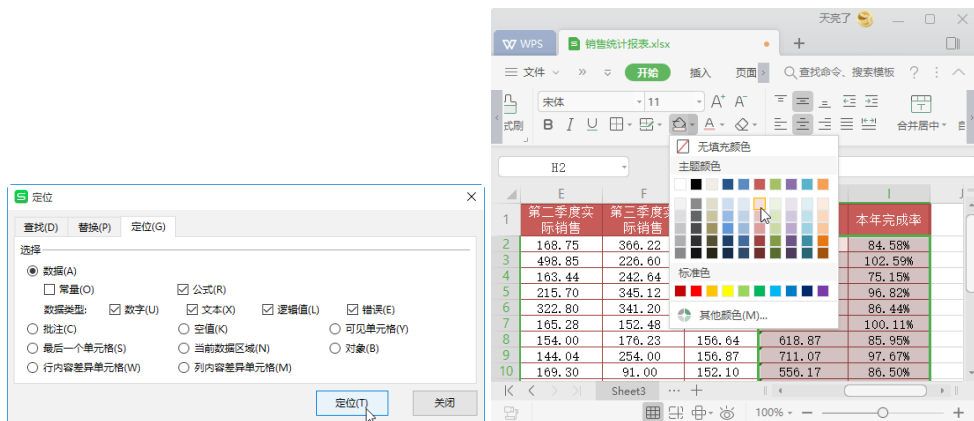 定位
查找(D) 替换(P) 定位(G)
选择
数据(A)
常量(O) 公式(R)
数据类型: 数字(U) 文本(X) 逻辑值(L) 错误(E)
批注(C) 空值(K) 可见单元格(Y)
最后一个单元格(S) 当前数据区域(N) 对象(B)
行内容差异单元格(W) 列内容差异单元格(M)
定位(T) 关闭
天亮了
WPS 销售统计报表.xlsx
文件 开始 插入 页面 查找命令、搜索模板
宋体 11 A+ A-
式刷 B I U A 合并居中
无填充颜色
H2
主题颜色
E F I J
1 第二季度实际销售 第三季度实际销售 本年完成率
2 168.75 366.22 84.58%
3 498.85 226.60 102.59%
4 163.44 242.64 75.15%
5 215.70 345.12 96.82%
标准色
6 322.80 341.20 86.44%
其他颜色(M)...
7 165.28 152.48 100.11%
8 154.00 176.23 156.64 618.87 85.95%
9 144.04 254.00 156.87 711.07 97.67%
10 169.30 91.00 152.10 556.17 86.50%
Sheet3 ··· +
100%